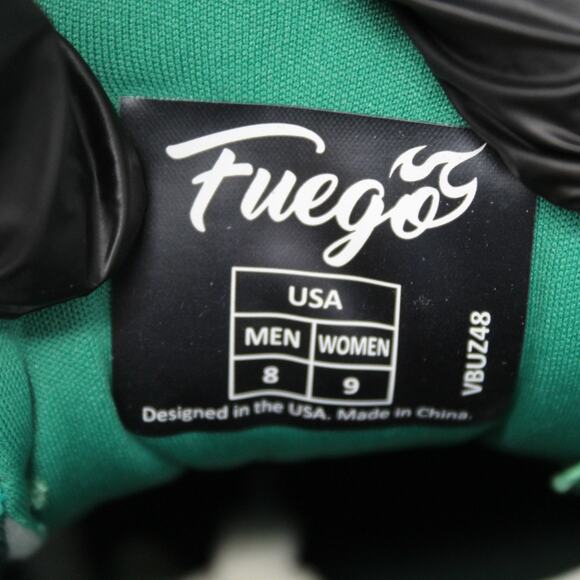 Fuego
USA
MEN WOMEN
8 9
VBUZ48
Designed in the USA. Made in China.